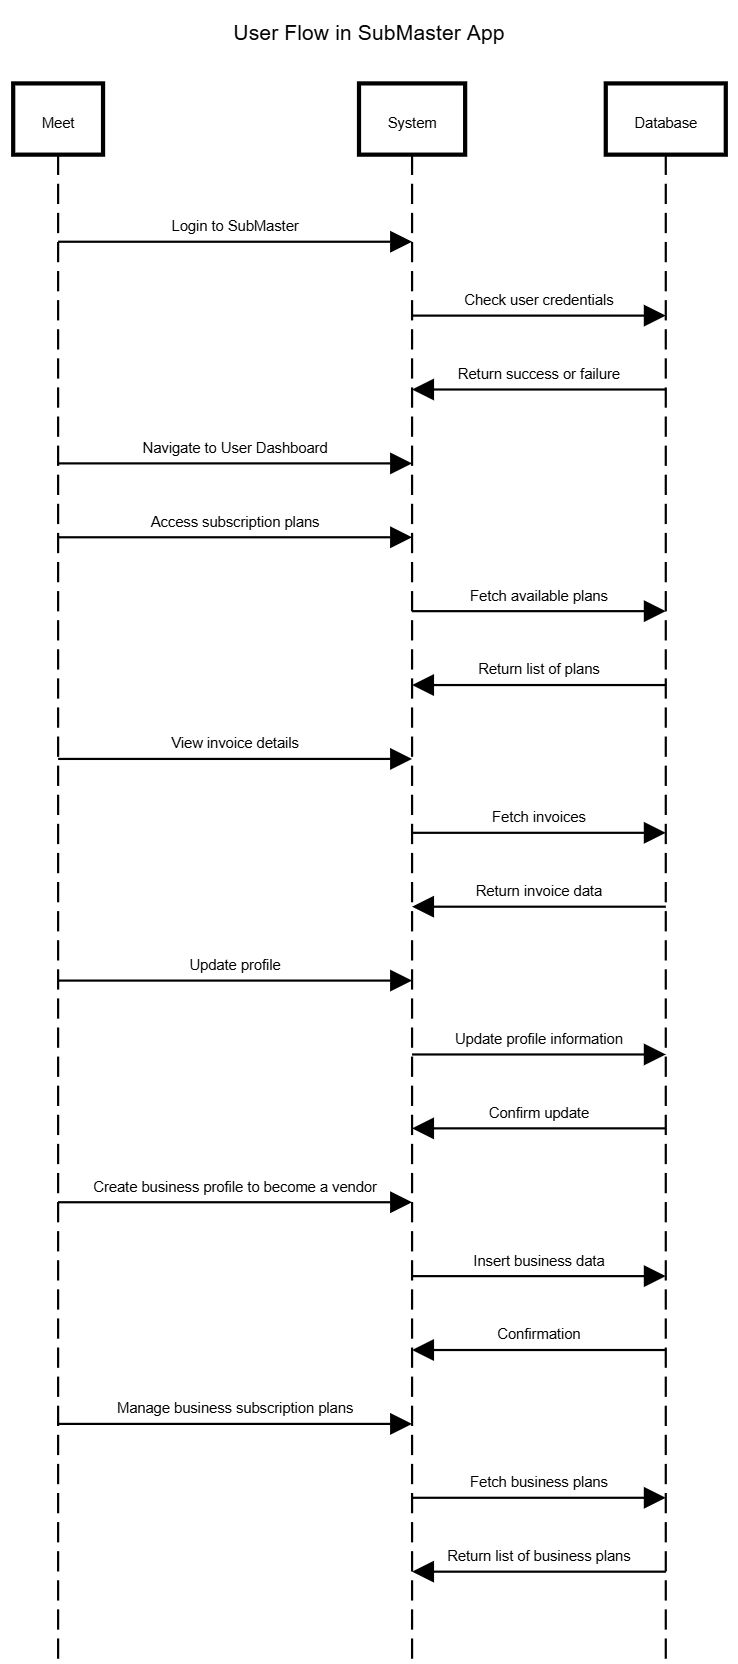 User Flow in SubMaster App
Meet
System
Database
Login to SubMaster
Check user credentials
Return success or failure
Navigate to User Dashboard
Access subscription plans
Fetch available plans
Return list of plans
View invoice details
Fetch invoices
Return invoice data
Update profile
Update profile information
Confirm update
Create business profile to become a vendor
Insert business data
Confirmation
Manage business subscription plans
Fetch business plans
Return list of business plans